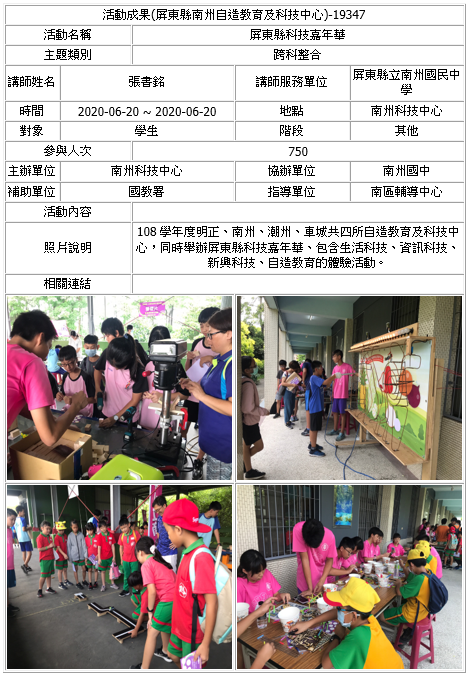 活動成果(屏東縣南州自造教育及科技中心)-19347
活動名稱 屏東縣科技嘉年華
主題類別 跨科整合
講師姓名 張書銘 講師服務單位 屏東縣立南州國民中學
時間 2020-06-20 ~ 2020-06-20 地點 南州科技中心
對象 學生 階段 其他
參與人次 750
主辦單位 南州科技中心 協辦單位 南州國中
補助單位 國教署 指導單位 南區輔導中心
活動內容
照片說明 108 學年度明正、南州、潮州、車城共四所自造教育及科技中
心，同時舉辦屏東縣科技嘉年華、包含生活科技、資訊科技、
新興科技、自造教育的體驗活動。
相關連結